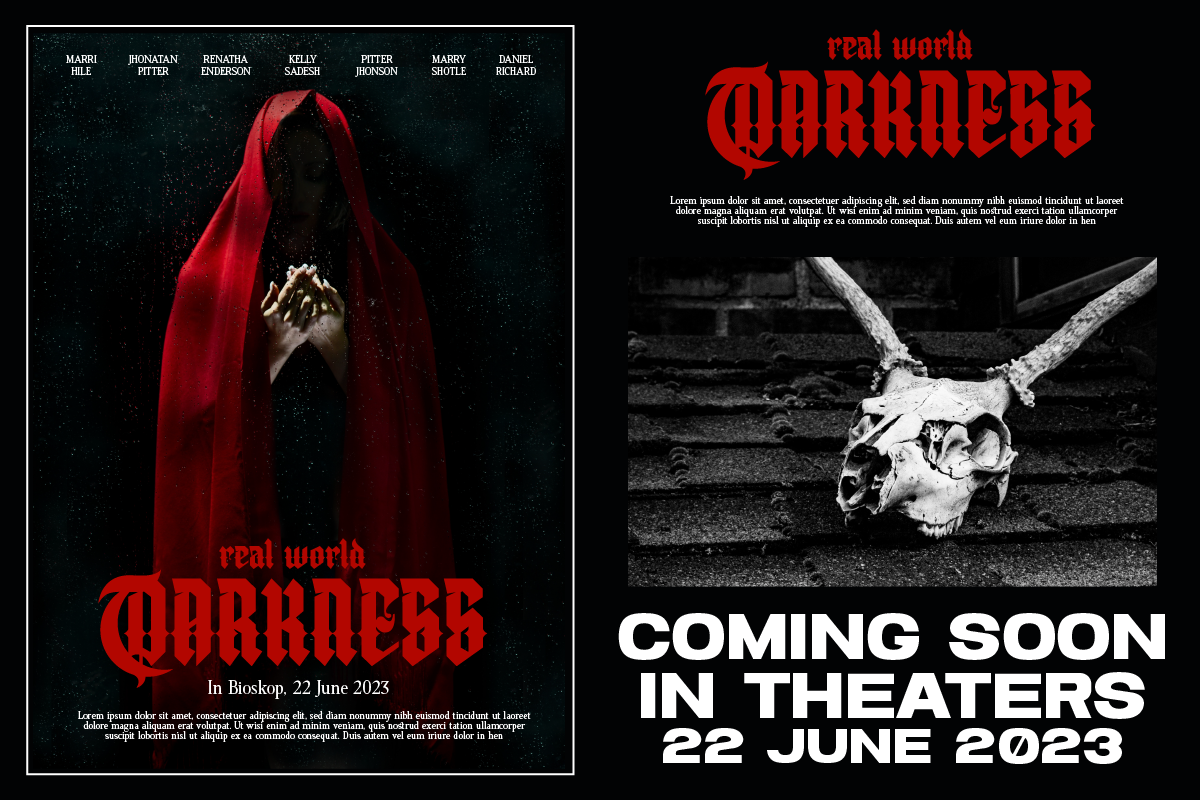 MARRI
HILE
JHONATAN
PITTER
RENATHA
ENDERSON
KELLY
SADESH
PITTER
JHONSON
MARRY
SHOTLE
DANIEL
RICHARD
real world
DARKNESS
In Bioskop, 22 June 2023
Lorem ipsum dolor sit amet, consectetuer adipiscing elit, sed diam nonummy nibh euismod tincidunt ut laoreet
dolore magna aliquam erat volutpat. Ut wisi enim ad minim veniam, quis nostrud exerci tation ullamcorper
suscipit lobortis nisl ut aliquip ex ea commodo consequat. Duis autem vel eum iriure dolor in hen
real world
DARKNESS
Lorem ipsum dolor sit amet, consectetuer adipiscing elit, sed diam nonummy nibh euismod tincidunt ut laoreet
dolore magna aliquam erat volutpat. Ut wisi enim ad minim veniam, quis nostrud exerci tation ullamcorper
suscipit lobortis nisl ut aliquip ex ea commodo consequat. Duis autem vel eum iriure dolor in hen
COMING SOON
IN THEATERS
22 JUNE 2023